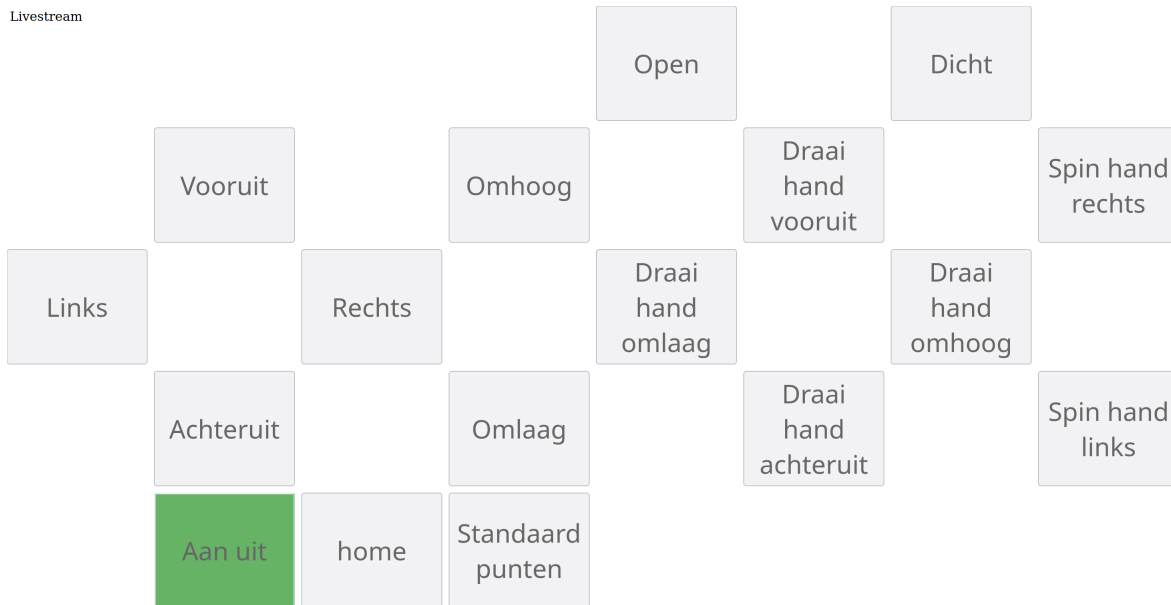 Livestream
Open
Dicht
Vooruit
Omhoog
Draai
hand
vooruit
Spin hand
rechts
Links
Rechts
Draai
hand
omlaag
Draai
hand
omhoog
Achteruit
Omlaag
Draai
hand
achteruit
Spin hand
links
Aan uit
home
Standaard
punten